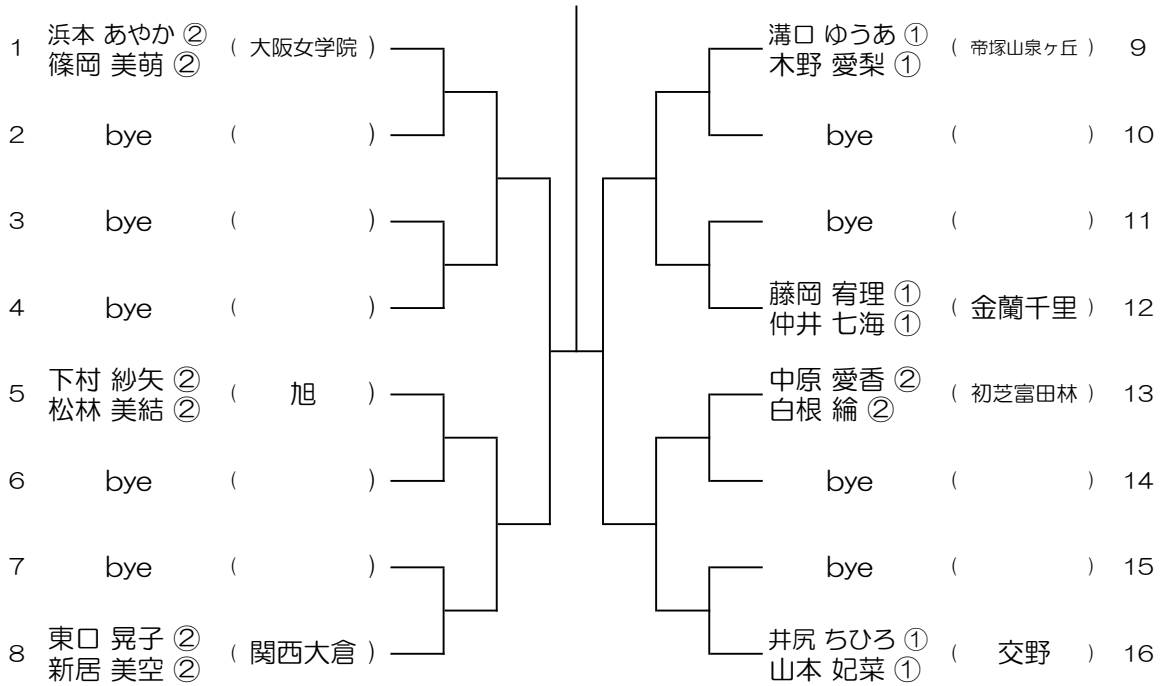 1 浜本 あやか ② ( 大阪女学院 )
篠岡 美萌 ②
2 bye ( )
3 bye ( )
4 bye ( )
5 下村 紗矢 ② ( 旭 )
松林 美結 ②
6 bye ( )
7 bye ( )
8 東口 晃子 ② ( 関西大倉 )
新居 美空 ②
溝口 ゆうあ ① ( 帝塚山泉ヶ丘 ) 9
木野 愛梨 ①
bye ( ) 10
bye ( ) 11
藤岡 宥理 ① ( 金蘭千里 ) 12
仲井 七海 ①
中原 愛香 ② ( 初芝富田林 ) 13
白根 綸 ②
bye ( ) 14
bye ( ) 15
井尻 ちひろ ① ( 交野 ) 16
山本 妃菜 ①